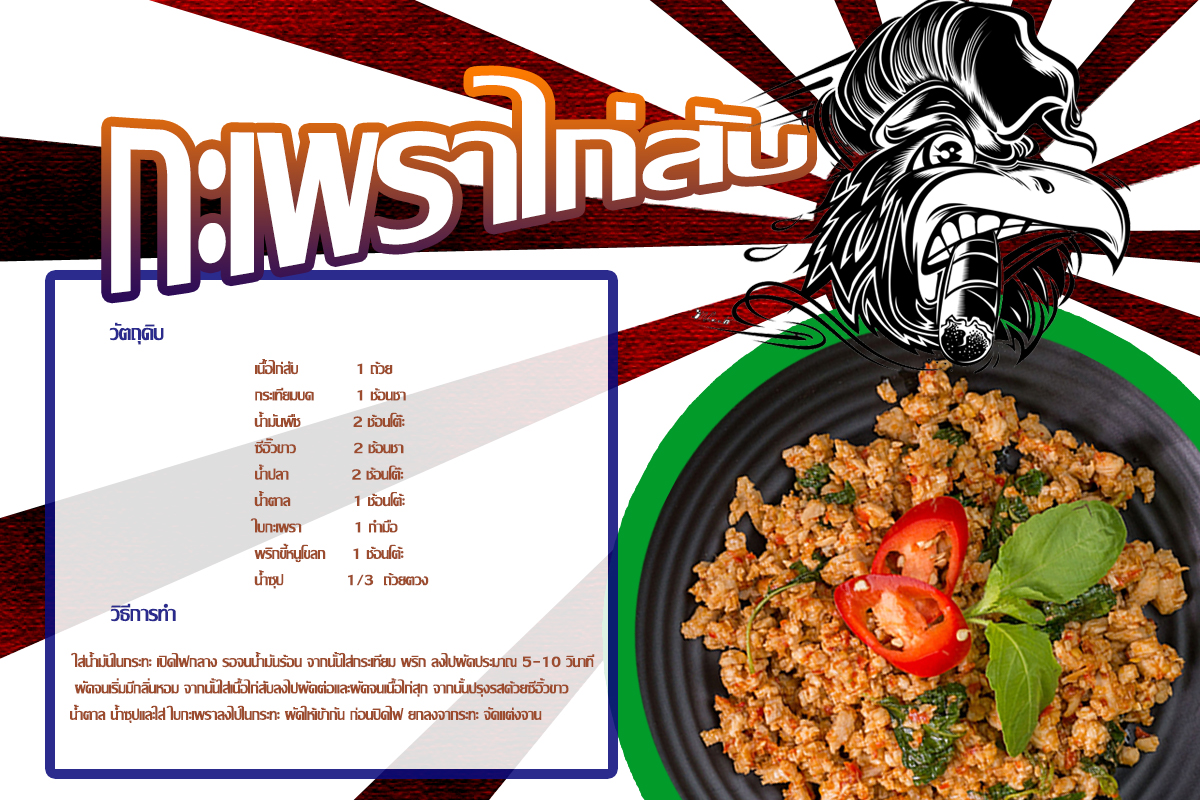 กะเพราไก่สับ
วัตถุดิบ
เนื้อไก่สับ 1 ถ้วย
กระเทียมบด 1 ช้อนชา
น้ำมันพืช 2 ช้อนโต๊ะ
ซีอิ๊วขาว 2 ช้อนชา
น้ำปลา 2 ช้อนโต๊ะ
น้ำตาล 1 ช้อนโต้ะ
ใบกะเพรา 1 กำมือ
พริกขี้หนูโขลก 1 ช้อนโต้ะ
น้ำซุป 1/3 ถ้วยตวง
วิธีการทำ
ใส่น้ำมันในกระทะ เปิดไฟกลาง รอจนน้ำมันร้อน จากนั้นใส่กระเทียม พริก ลงไปผัดประมาณ 5-10 วินาที
ผัดจนเริ่มมีกลิ่นหอม จากนั้นใส่เนื้อไก่สับลงไปผัดต่อและผัดจนเนื้อไก่สุก จากนั้นปรุงรสด้วยซีอิ้วขาว
น้ำตาล น้ำซุปและใส่ ใบกะเพราลงไปในกระทะ ผัดให้เข้ากัน ก่อนปิดไฟ ยกลงจากระทะ จัดแต่งจาน